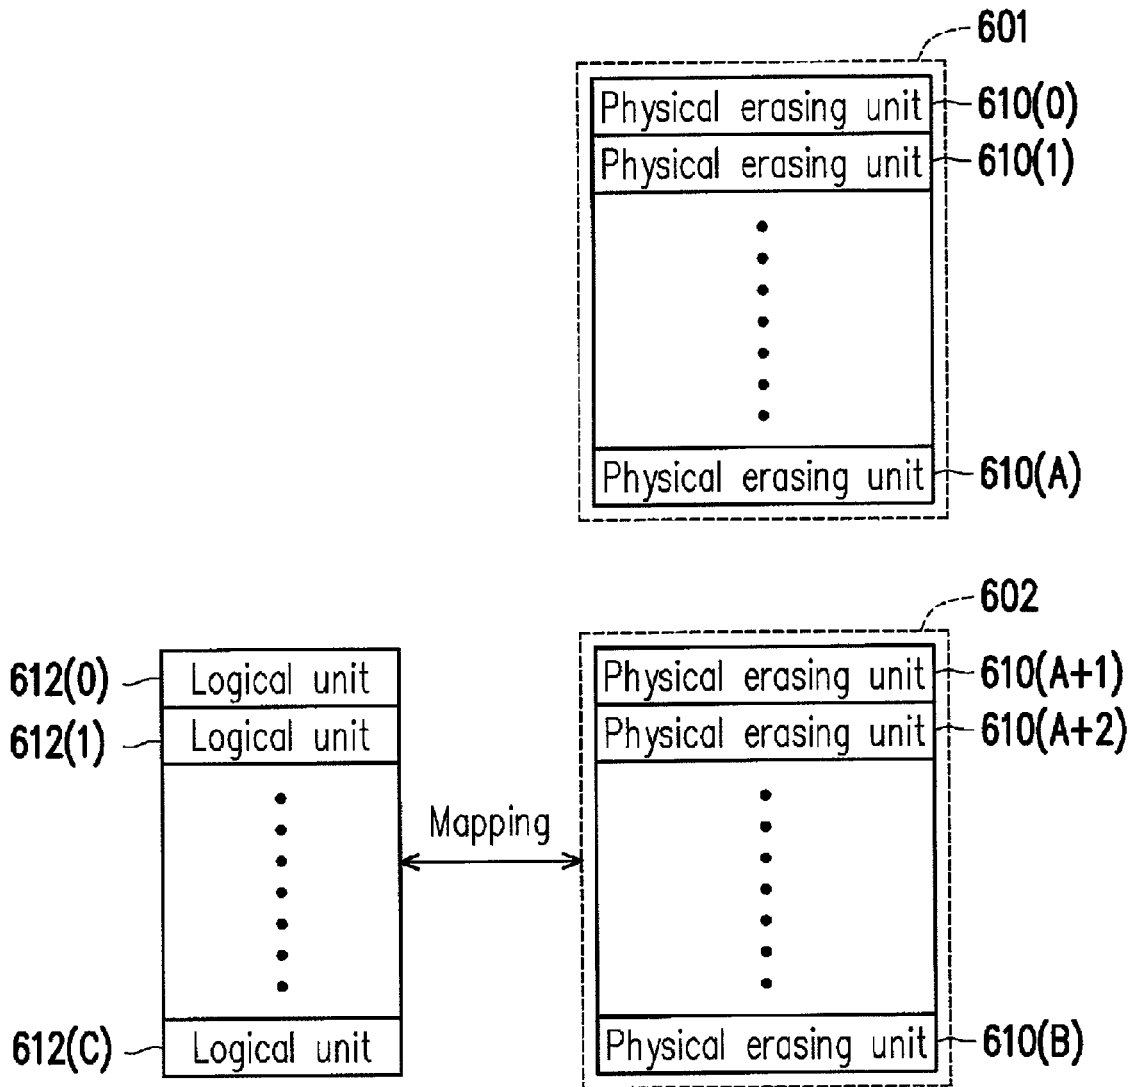 601
Physical erasing unit 610(0)
Physical erasing unit 610(1)
Physical erasing unit 610(A)
602
612(0) Logical unit
612(1) Logical unit
Mapping
612(C) Logical unit
Physical erasing unit 610(A+1)
Physical erasing unit 610(A+2)
Physical erasing unit 610(B)